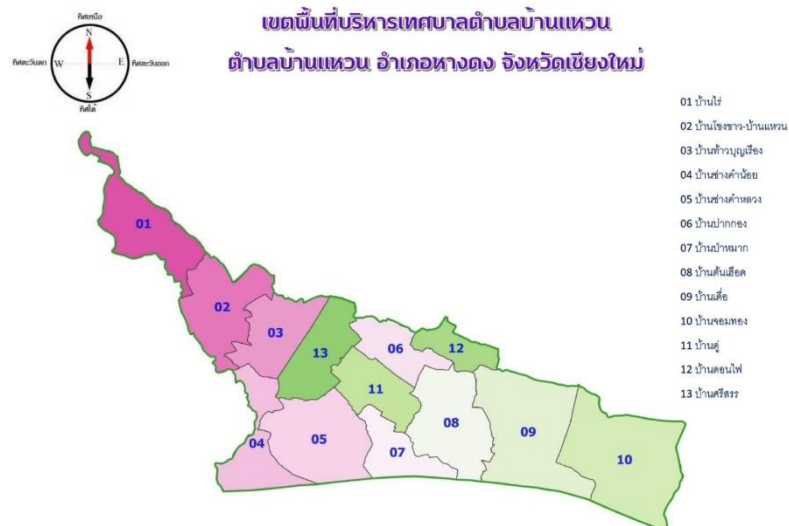 เขตพื้นที่บริหารเทศบาลตำบลบ้านแหวน
ตำบลบ้านแหวน อำเภอหางดง จังหวัดเชียงใหม่
ทิศเหนือ
N
ทิศตะวันตก W E ทิศตะวันออก
S
ทิศใต้
01 บ้านไร่
02 บ้านโขงขาว-บ้านแหวน
03 บ้านท้าวบุญเรือง
04 บ้านช่างคำน้อย
05 บ้านช่างคำหลวง
06 บ้านปากกอง
07 บ้านป่าหมาก
08 บ้านต้นเฮือด
09 บ้านเดื่อ
10 บ้านจอมทอง
11 บ้านดู่
12 บ้านดอนไฟ
13 บ้านศรีสรร
01
02
03
13
06
12
11
08
09
04
05
07
10